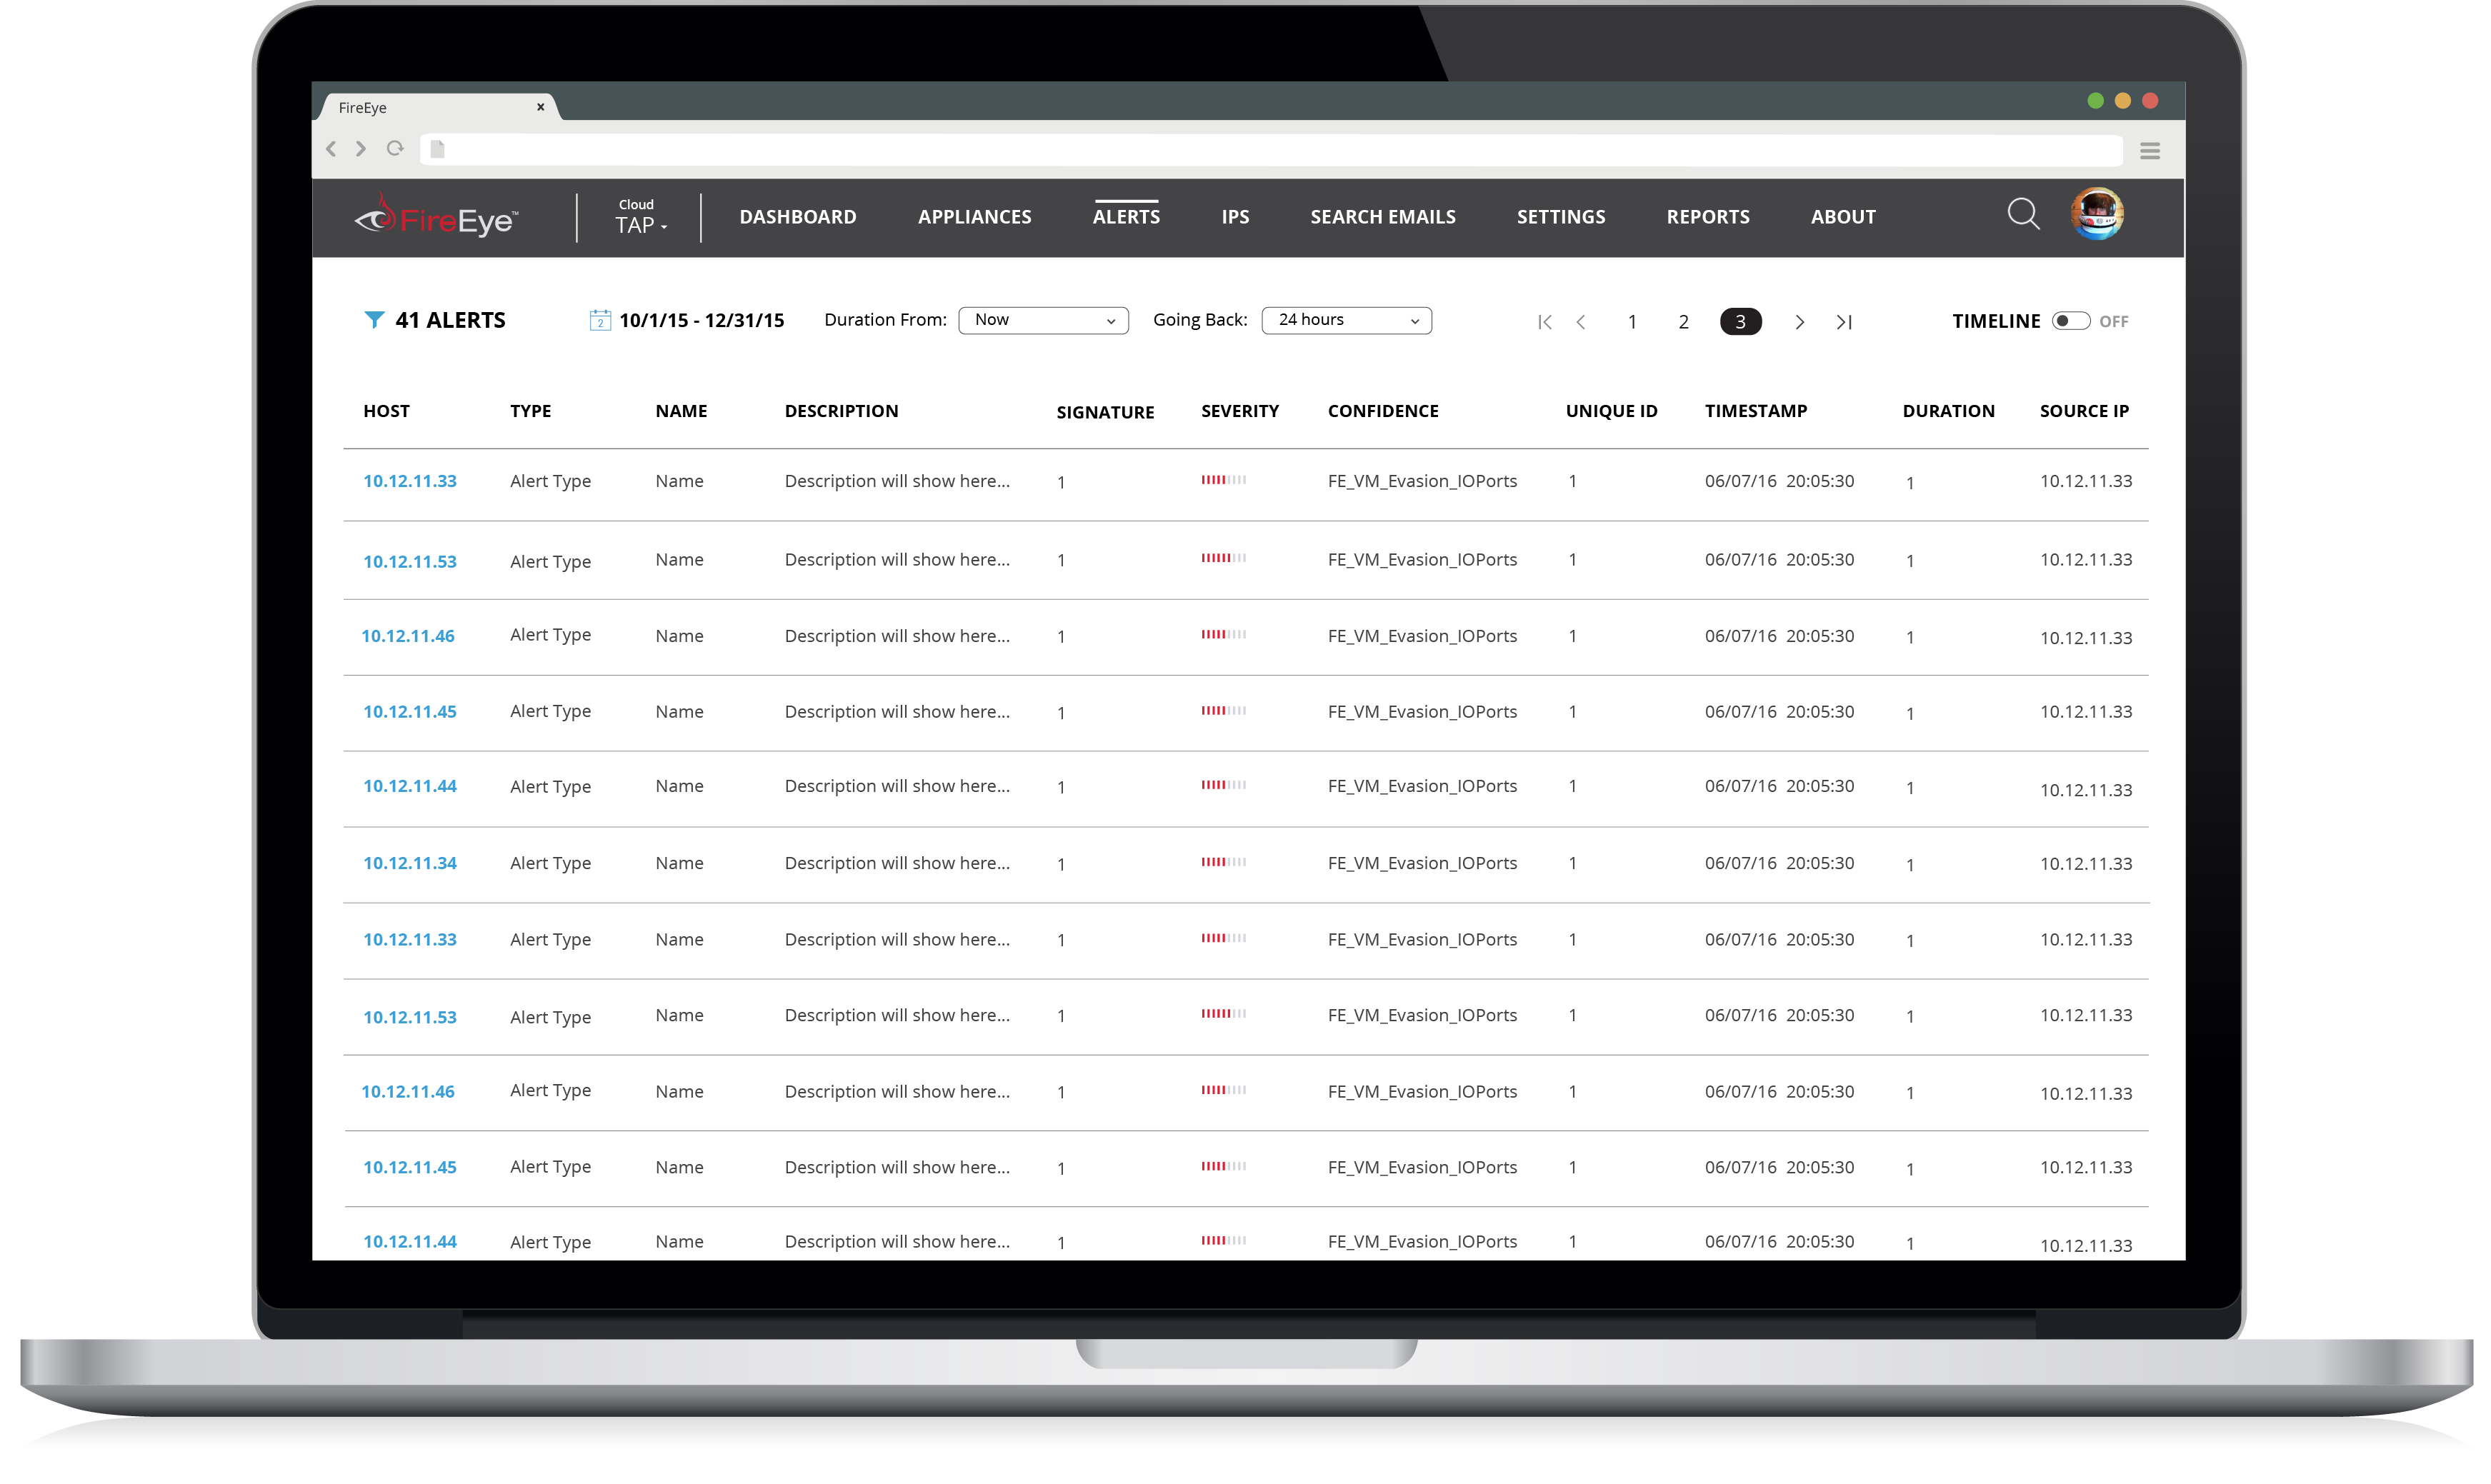 FireEye ×
FireEye™ Cloud TAP DASHBOARD APPLIANCES ALERTS IPS SEARCH EMAILS SETTINGS REPORTS ABOUT
41 ALERTS 2 10/1/15 - 12/31/15 Duration From: Now Going Back: 24 hours 1 2 3 TIMELINE OFF
HOST TYPE NAME DESCRIPTION SIGNATURE SEVERITY CONFIDENCE UNIQUE ID TIMESTAMP DURATION SOURCE IP
10.12.11.33 Alert Type Name Description will show here... 1 FE_VM_Evasion_IOPorts 1 06/07/16 20:05:30 1 10.12.11.33
10.12.11.53 Alert Type Name Description will show here... 1 FE_VM_Evasion_IOPorts 1 06/07/16 20:05:30 1 10.12.11.33
10.12.11.46 Alert Type Name Description will show here... 1 FE_VM_Evasion_IOPorts 1 06/07/16 20:05:30 1 10.12.11.33
10.12.11.45 Alert Type Name Description will show here... 1 FE_VM_Evasion_IOPorts 1 06/07/16 20:05:30 1 10.12.11.33
10.12.11.44 Alert Type Name Description will show here... 1 FE_VM_Evasion_IOPorts 1 06/07/16 20:05:30 1 10.12.11.33
10.12.11.34 Alert Type Name Description will show here... 1 FE_VM_Evasion_IOPorts 1 06/07/16 20:05:30 1 10.12.11.33
10.12.11.33 Alert Type Name Description will show here... 1 FE_VM_Evasion_IOPorts 1 06/07/16 20:05:30 1 10.12.11.33
10.12.11.53 Alert Type Name Description will show here... 1 FE_VM_Evasion_IOPorts 1 06/07/16 20:05:30 1 10.12.11.33
10.12.11.46 Alert Type Name Description will show here... 1 FE_VM_Evasion_IOPorts 1 06/07/16 20:05:30 1 10.12.11.33
10.12.11.45 Alert Type Name Description will show here... 1 FE_VM_Evasion_IOPorts 1 06/07/16 20:05:30 1 10.12.11.33
10.12.11.44 Alert Type Name Description will show here... 1 FE_VM_Evasion_IOPorts 1 06/07/16 20:05:30 1 10.12.11.33